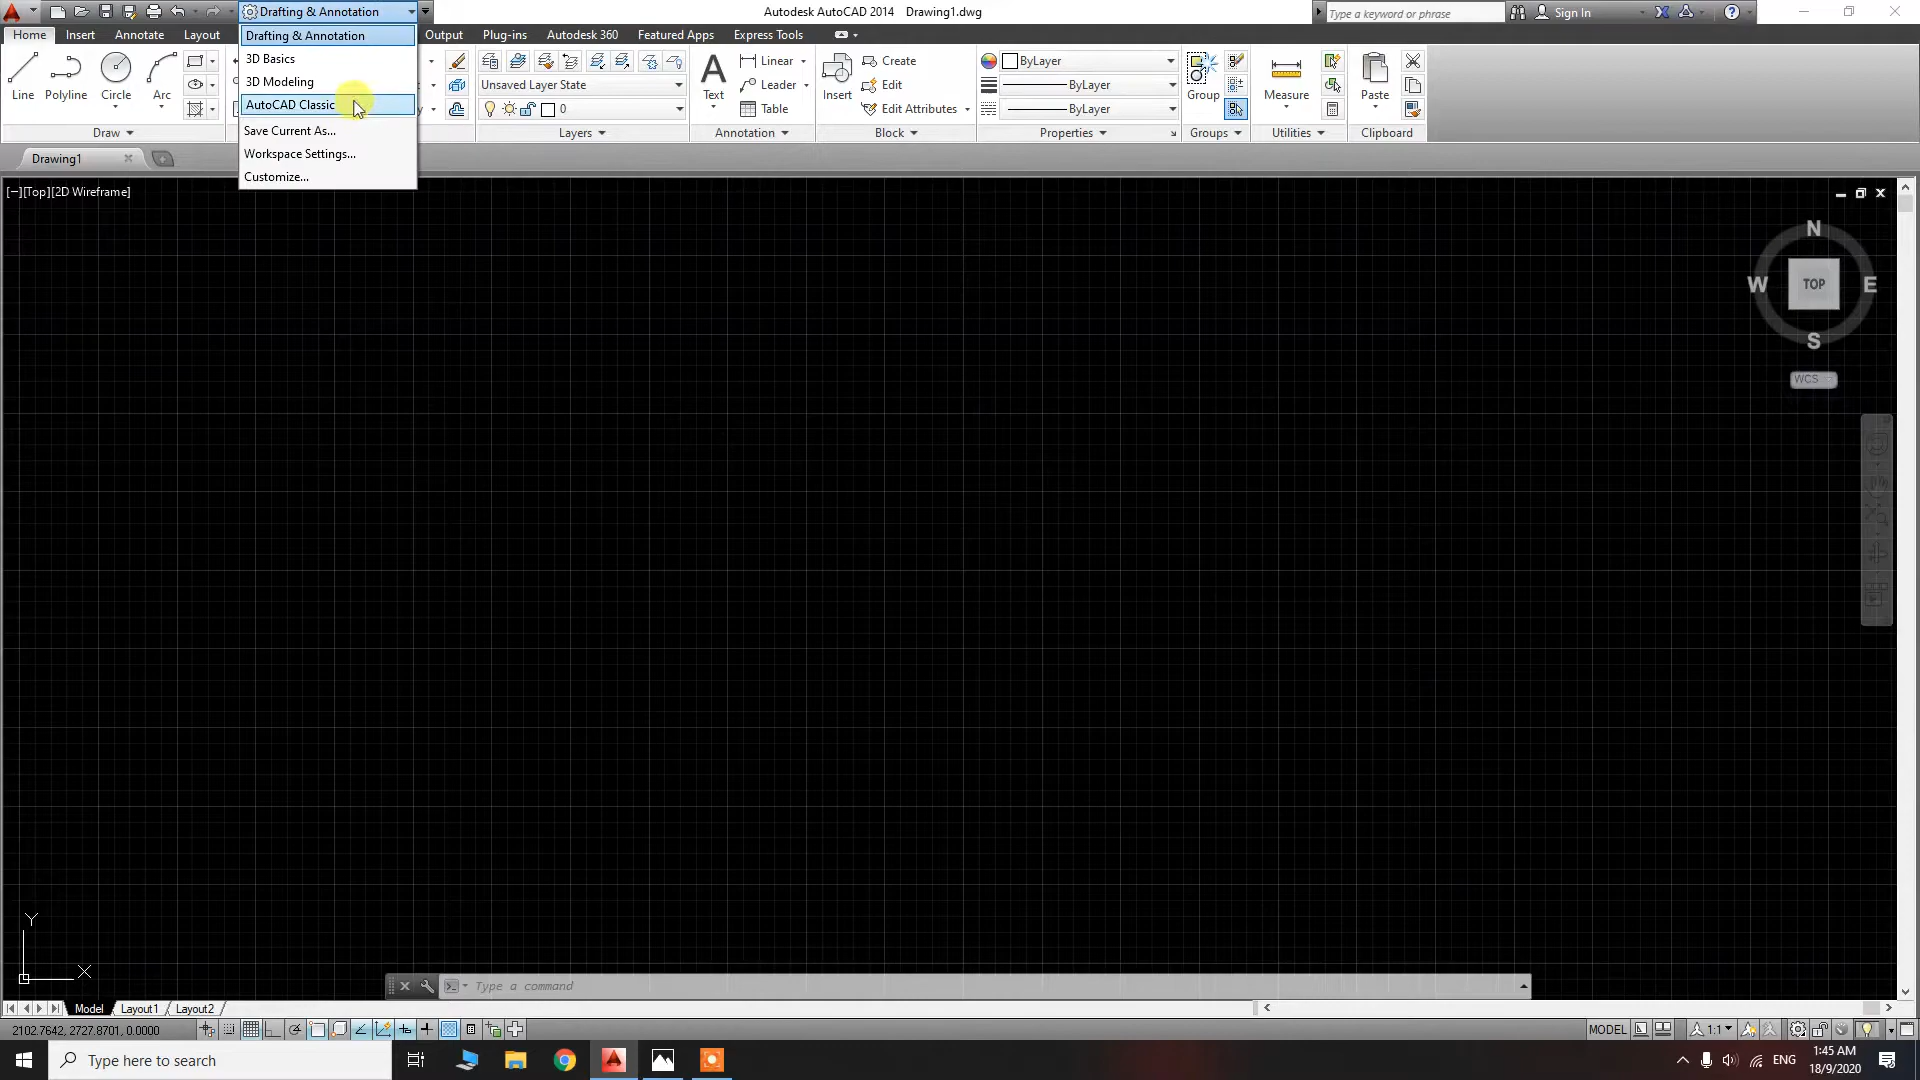 Drafting & Annotation
Autodesk AutoCAD 2014 Drawing1.dwg
Type a keyword or phrase
Sign In
Home Insert Annotate Layout Output Plug-ins Autodesk 360 Featured Apps Express Tools
Drafting & Annotation
3D Basics
3D Modeling
AutoCAD Classic
Save Current As...
Workspace Settings...
Customize...
Line Polyline Circle Arc
Draw
Unsaved Layer State
0
Layers
Text
Linear
Leader
Table
Annotation
Insert
Create
Edit
Edit Attributes
Block
ByLayer
ByLayer
ByLayer
Properties
Group
Groups
Measure
Utilities
Paste
Clipboard
Drawing1
[−][Top][2D Wireframe]
N
W TOP E
S
WCS
Y
X
Type a command
Model Layout1 Layout2
2102.7642, 2727.8701, 0.0000
MODEL
1:1
Type here to search
ENG
1:45 AM
18/9/2020